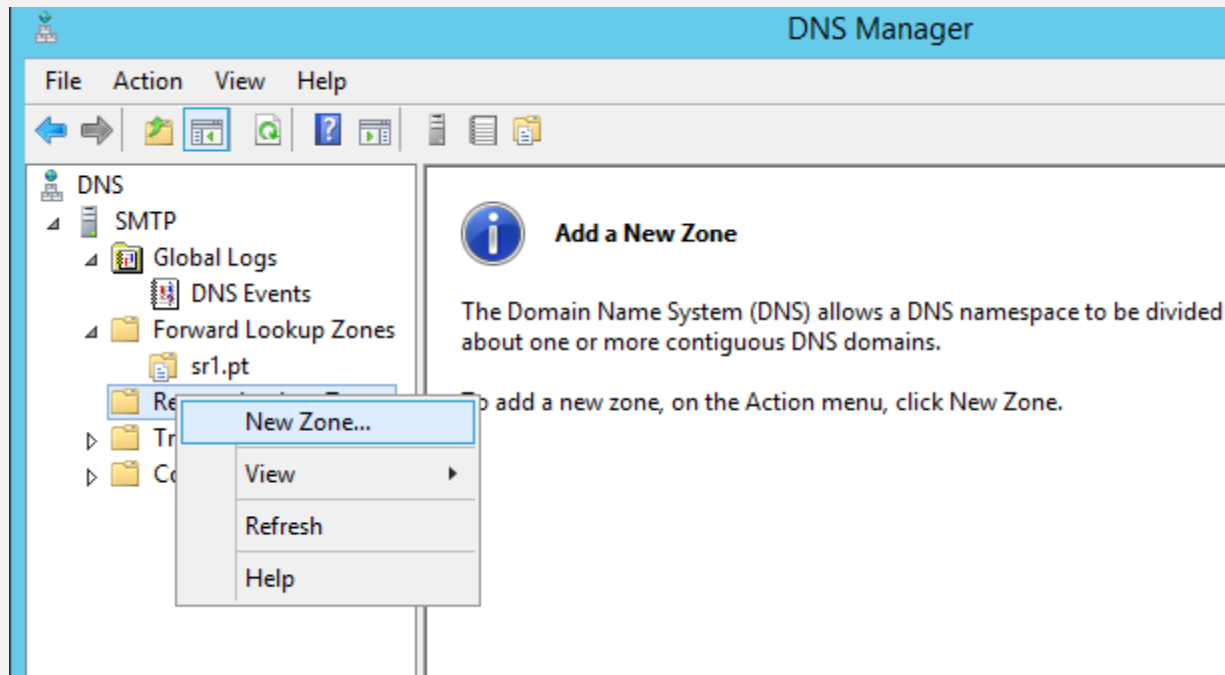 DNS Manager
File Action View Help
DNS
SMTP
Global Logs
DNS Events
Forward Lookup Zones
sr1.pt
New Zone...
View
Refresh
Help
Add a New Zone
The Domain Name System (DNS) allows a DNS namespace to be divided
about one or more contiguous DNS domains.
add a new zone, on the Action menu, click New Zone.